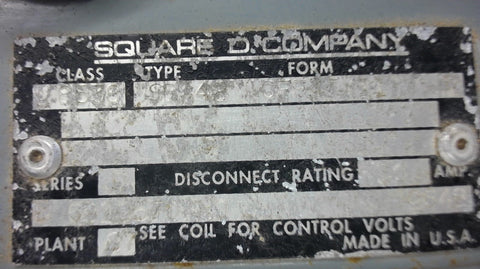 SQUARE D COMPANY
CLASS TYPE FORM
SERIES DISCONNECT RATING AMP.
PLANT SEE COIL FOR CONTROL VOLTS
MADE IN U.S.A.